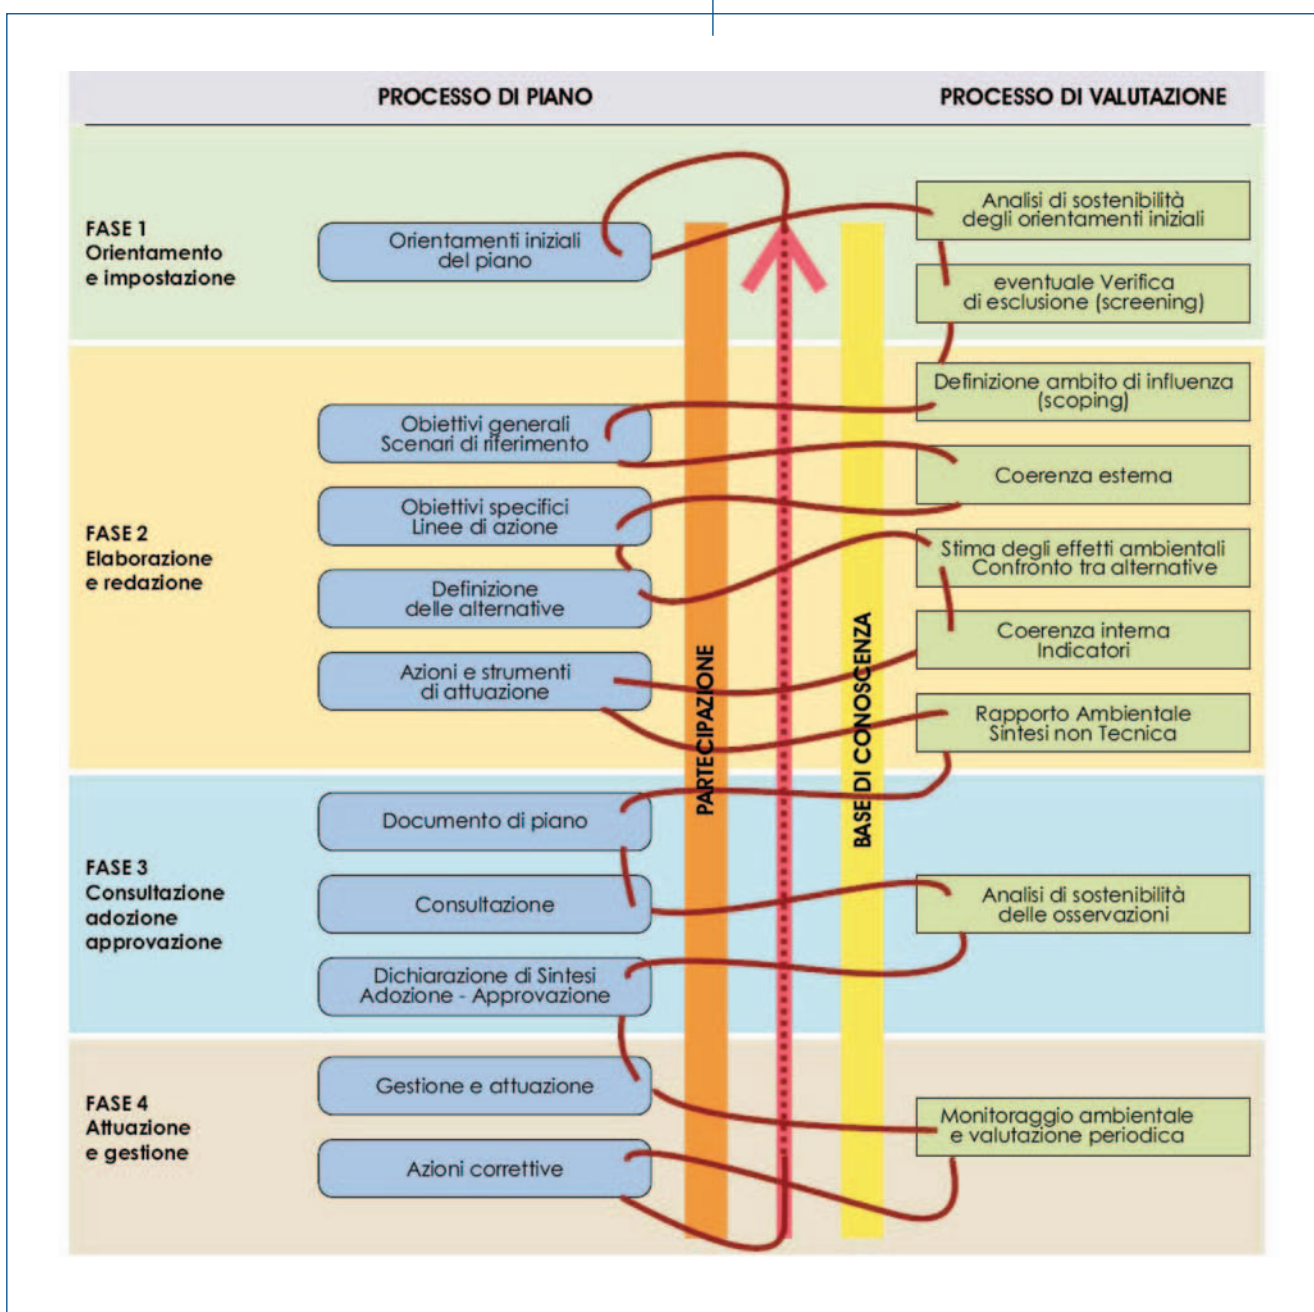 PROCESSO DI PIANO
PROCESSO DI VALUTAZIONE
FASE 1
Orientamento
e impostazione
Orientamenti iniziali
del piano
Analisi di sostenibilità
degli orientamenti iniziali
eventuale Verifica
di esclusione (screening)
FASE 2
Elaborazione
e redazione
Obiettivi generali
Scenari di riferimento
Obiettivi specifici
Linee di azione
Definizione
delle alternative
Azioni e strumenti
di attuazione
Definizione ambito di influenza
(scoping)
Coerenza esterna
Stima degli effetti ambientali
Confronto tra alternative
Coerenza interna
Indicatori
Rapporto Ambientale
Sintesi non Tecnica
PARTECIPAZIONE
BASE DI CONOSCENZA
FASE 3
Consultazione
adozione
approvazione
Documento di piano
Consultazione
Dichiarazione di Sintesi
Adozione - Approvazione
Analisi di sostenibilità
delle osservazioni
FASE 4
Attuazione
e gestione
Gestione e attuazione
Azioni correttive
Monitoraggio ambientale
e valutazione periodica